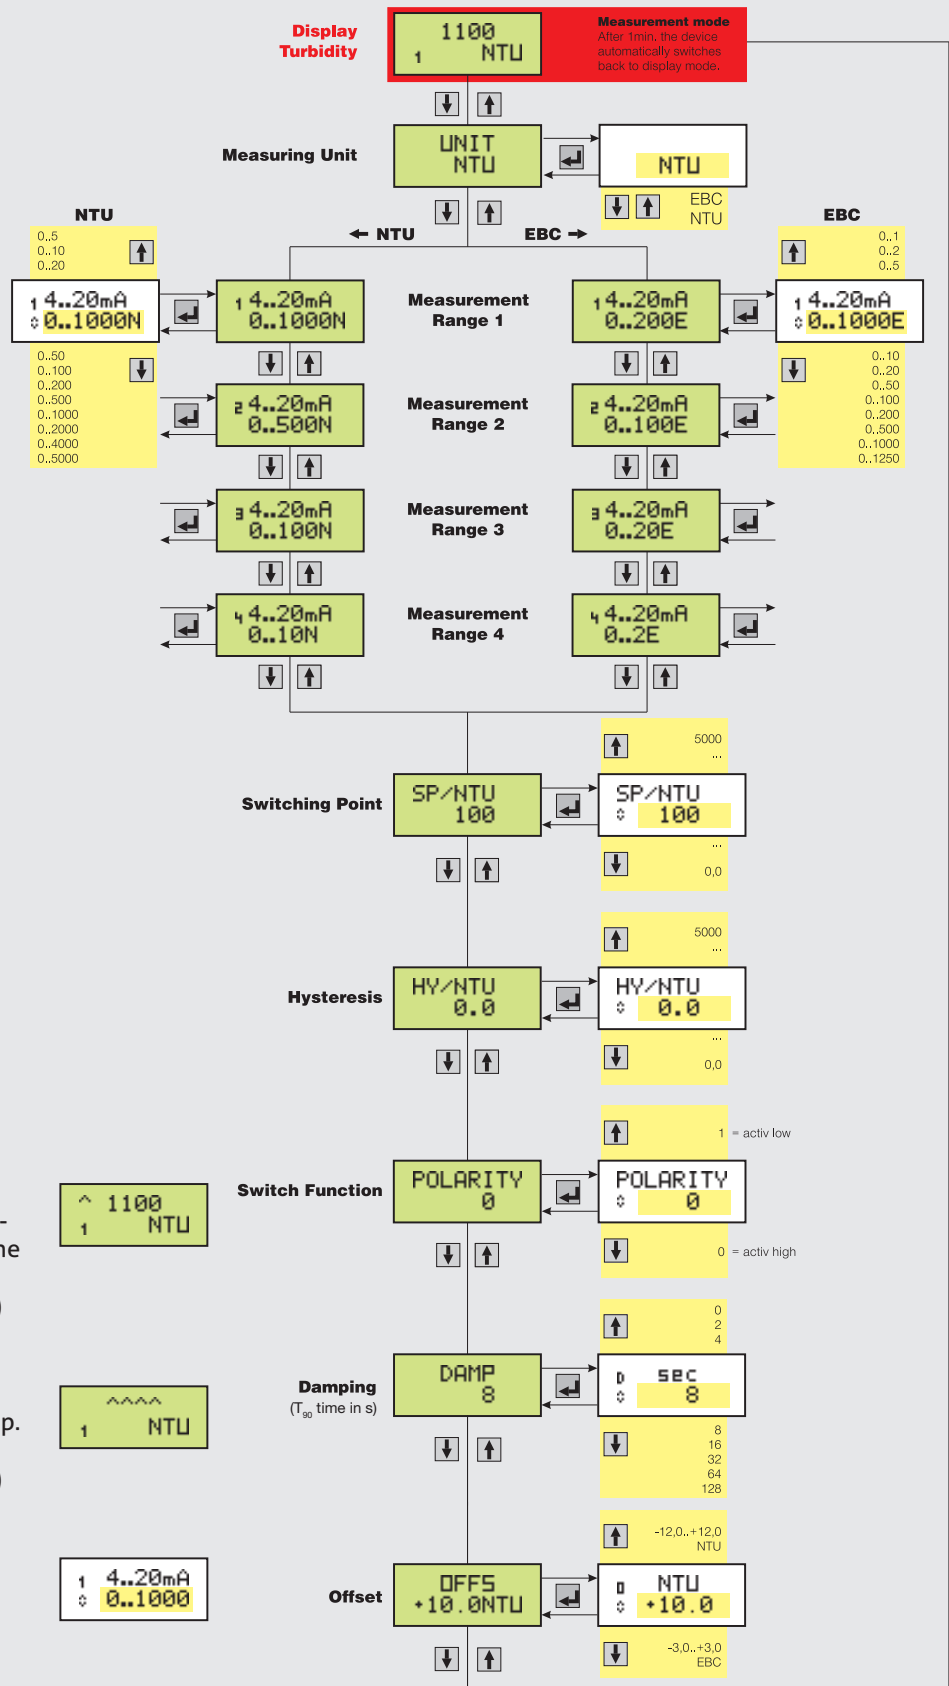 Display
Turbidity
1100
1 NTU
Measurement mode
After 1min. the device
automatically switches
back to display mode.
Measuring Unit
UNIT
NTU
NTU
EBC
NTU
NTU
← NTU
EBC →
EBC
0..5
0..10
0..20
1 4..20mA
0..1000N
0..50
0..100
0..200
0..500
0..1000
0..2000
0..4000
0..5000
1 4..20mA
0..1000N
Measurement
Range 1
1 4..20mA
0..200E
0..1
0..2
0..5
1 4..20mA
0..1000E
0..10
0..20
0..50
0..100
0..200
0..500
0..1000
0..1250
2 4..20mA
0..500N
Measurement
Range 2
2 4..20mA
0..100E
3 4..20mA
0..100N
Measurement
Range 3
3 4..20mA
0..20E
4 4..20mA
0..10N
Measurement
Range 4
4 4..20mA
0..2E
Switching Point
SP/NTU
100
5000
...
SP/NTU
100
...
0,0
Hysteresis
HY/NTU
0.0
5000
...
HY/NTU
0.0
...
0,0
Switch Function
POLARITY
0
1 = activ low
POLARITY
0
0 = activ high
^ 1100
1 NTU
-
ne
)
Damping
(T90 time in s)
DAMP
8
0
2
4
D sec
8
8
16
32
64
128
^^^^
1 NTU
p.
)
Offset
OFFS
+10.0NTU
-12,0..+12,0
NTU
O NTU
+10.0
-3,0..+3,0
EBC
1 4..20mA
0..1000